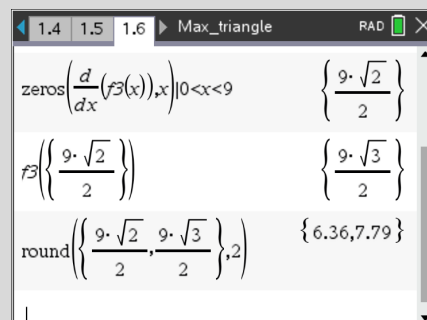 1.4 1.5 1.6 Max_triangle RAD
zeros(d/dx(f3(x)),x)|0<x<9 {9·√2/2}
f3({9·√2/2}) {9·√3/2}
round({9·√2/2,9·√3/2},2) {6.36,7.79}